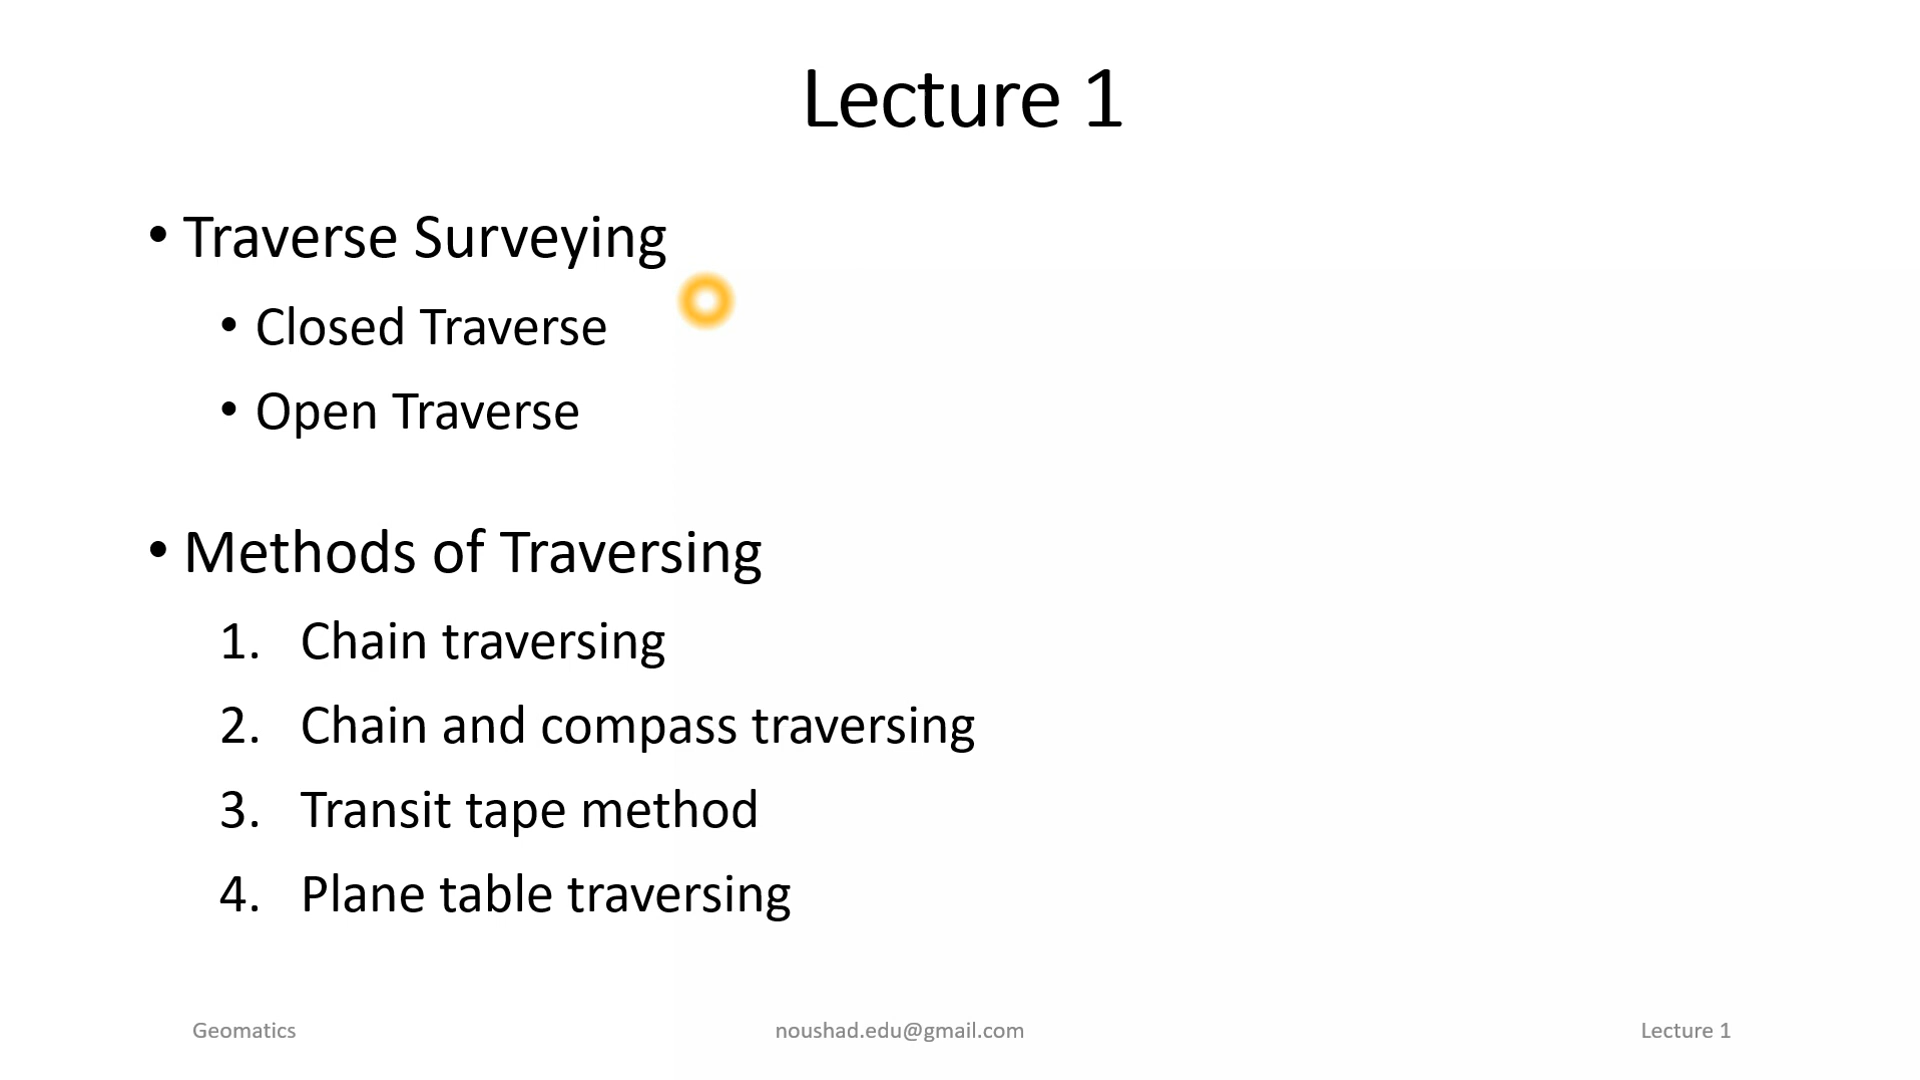 Lecture 1
• Traverse Surveying
• Closed Traverse
• Open Traverse
• Methods of Traversing
1. Chain traversing
2. Chain and compass traversing
3. Transit tape method
4. Plane table traversing
Geomatics
noushad.edu@gmail.com
Lecture 1